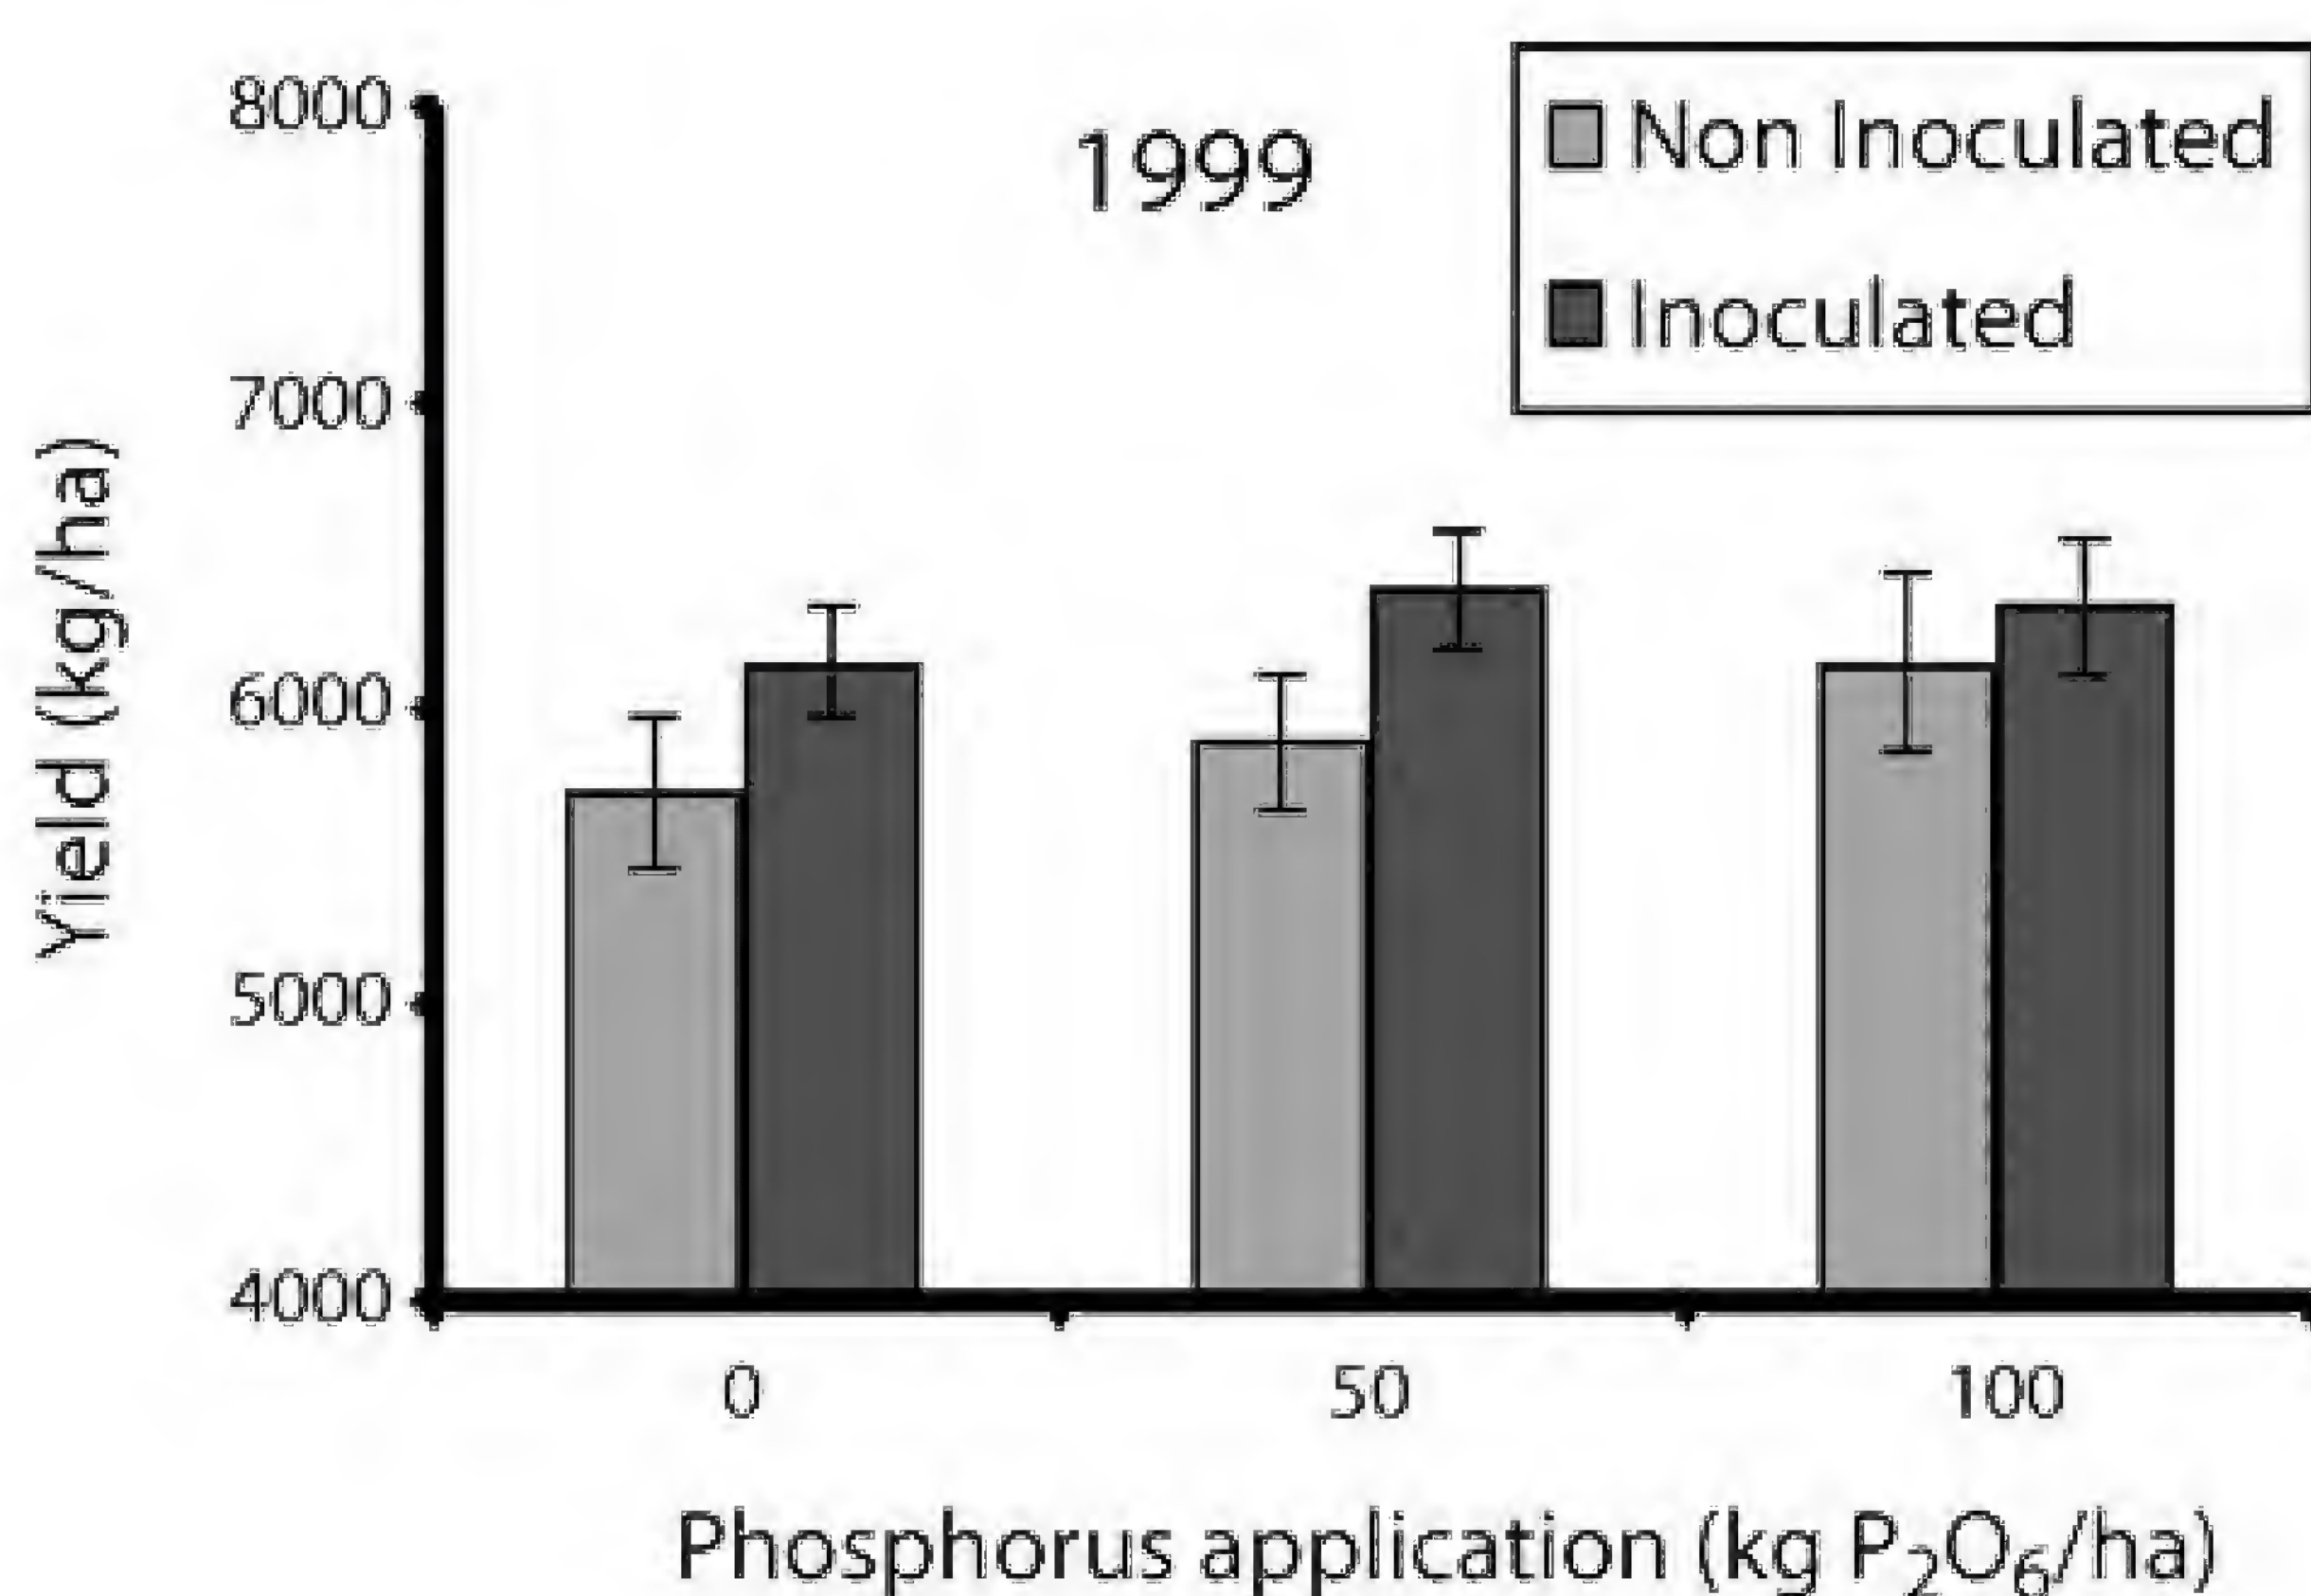 1999
Non Inoculated
Inoculated
Yield (kg/ha)
8000
7000
6000
5000
4000
0 50 100
Phosphorus application (kg P₂O₆/ha)